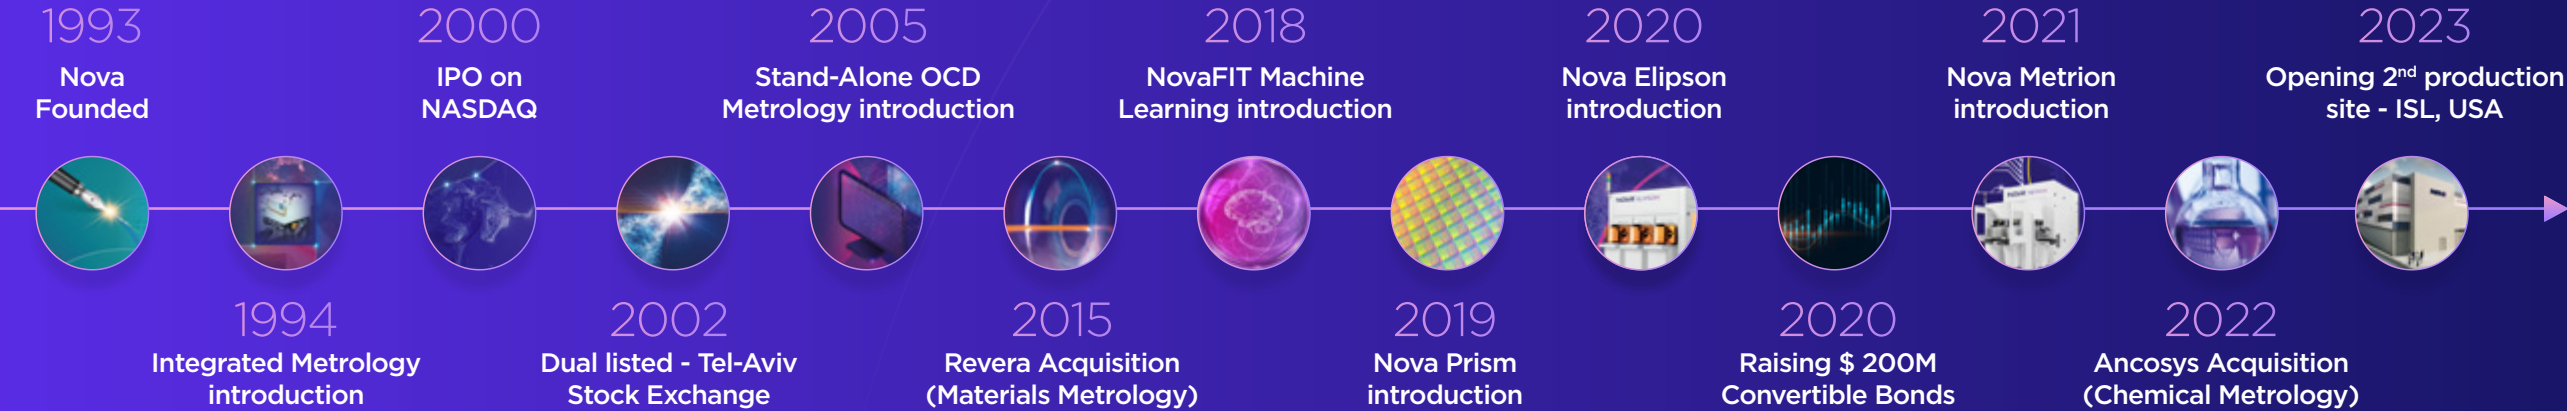 1993
Nova
Founded
1994
Integrated Metrology
introduction
2000
IPO on
NASDAQ
2002
Dual listed - Tel-Aviv
Stock Exchange
2005
Stand-Alone OCD
Metrology introduction
2015
Revera Acquisition
(Materials Metrology)
2018
NovaFIT Machine
Learning introduction
2019
Nova Prism
introduction
2020
Nova Elipson
introduction
2020
Raising $ 200M
Convertible Bonds
2021
Nova Metrion
introduction
2022
Ancosys Acquisition
(Chemical Metrology)
2023
Opening 2nd production
site - ISL, USA